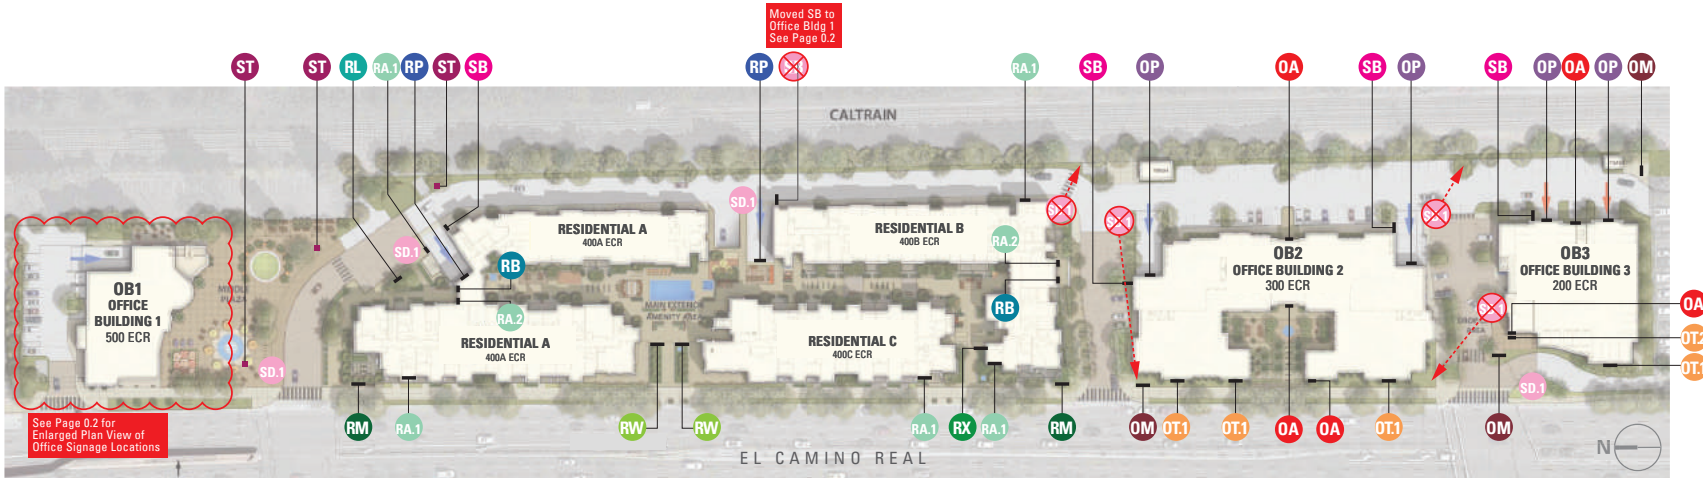 Moved SB to
Office Bldg 1
See Page 0.2
ST
ST
RL
RA.1
RP
ST
SB
RP
RA.1
SB
OP
OA
SB
OP
SB
OP
OA
OP
OM
CALTRAIN
SD.1
SD.1
RESIDENTIAL A
400A ECR
RESIDENTIAL B
400B ECR
RA.2
RB
RB
RA.2
OB1
OFFICE
BUILDING 1
500 ECR
MIDDLE
PLAZA
MAIN EXTERIOR
AMENITY AREA
OB2
OFFICE BUILDING 2
300 ECR
OB3
OFFICE BUILDING 3
200 ECR
OA
OT.2
OT.1
RESIDENTIAL A
400A ECR
RESIDENTIAL C
400C ECR
SD.1
SD.1
See Page 0.2 for
Enlarged Plan View of
Office Signage Locations
RM
RA.1
RW
RW
RA.1
RX
RA.1
RM
OM
OT.1
OT.1
OA
OA
OT.1
OM
EL CAMINO REAL
N